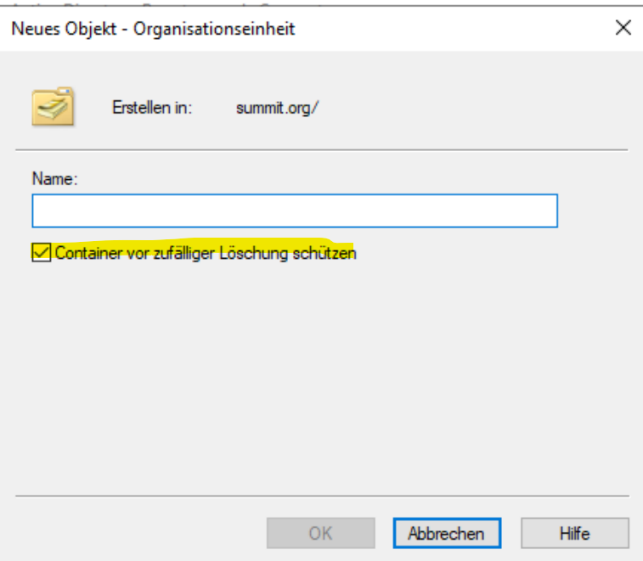 Neues Objekt - Organisationseinheit
Erstellen in: summit.org/
Name:
Container vor zufälliger Löschung schützen
OK Abbrechen Hilfe